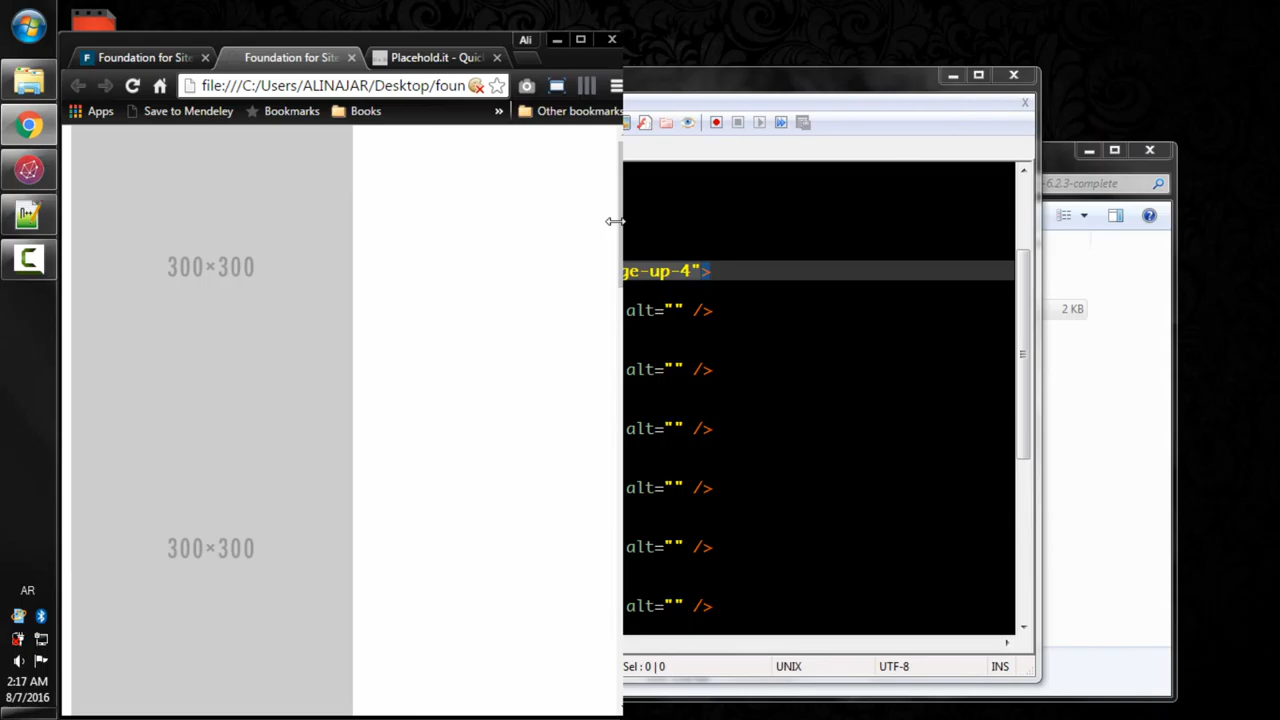 Ali
Foundation for Site
Foundation for Site
Placehold.it - Quick
file:///C:/Users/ALINAJAR/Desktop/foun
Apps
Save to Mendeley
Bookmarks
Books
»
Other bookmarks
300×300
300×300
ge-up-4">
alt="" />
alt="" />
alt="" />
alt="" />
alt="" />
alt="" />
Sel : 0 | 0
UNIX
UTF-8
INS
-6.2.3-complete
2 KB
AR
2:17 AM
8/7/2016